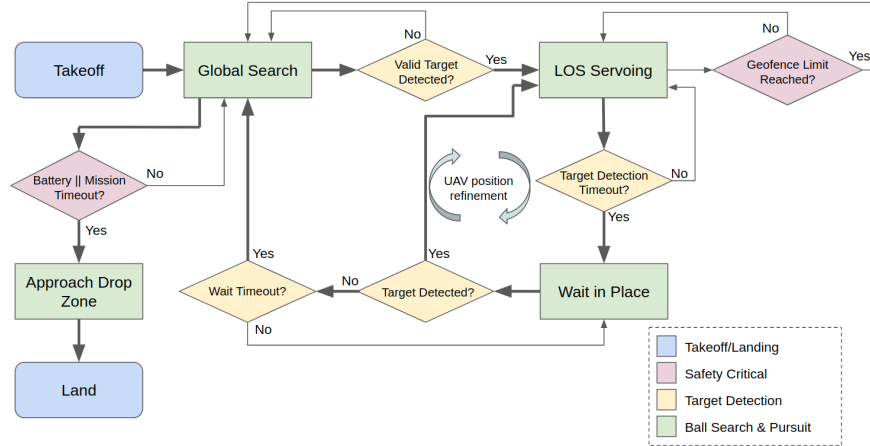 Takeoff
Global Search
No
Valid Target
Detected?
Yes
LOS Servoing
No
Geofence Limit
Reached?
Yes
Battery || Mission
Timeout?
No
Yes
UAV position
refinement
Target Detection
Timeout?
No
Yes
Approach Drop
Zone
Yes
Wait Timeout?
No
No
Yes
Target Detected?
Wait in Place
Land
Takeoff/Landing
Safety Critical
Target Detection
Ball Search & Pursuit